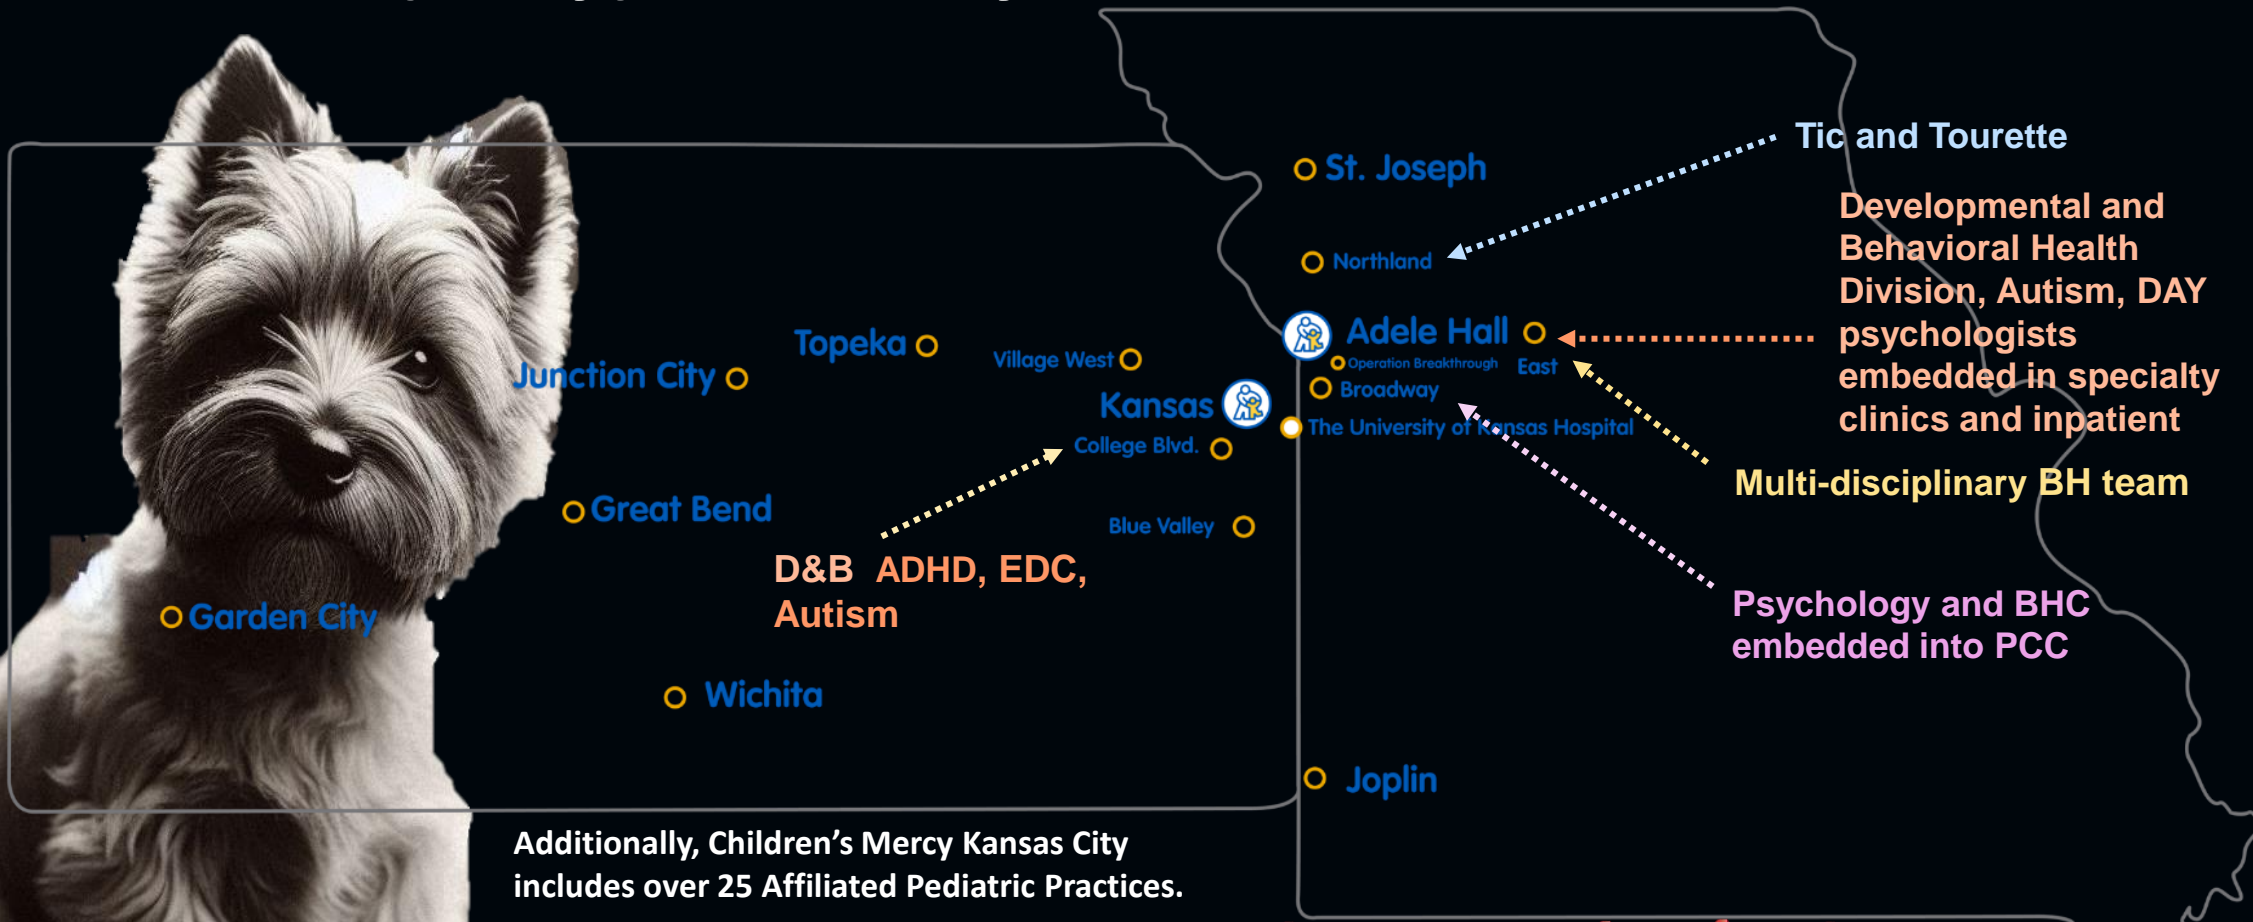 Tic and Tourette
St. Joseph
Developmental and
Behavioral Health
Division, Autism, DAY
psychologists
embedded in specialty
clinics and inpatient
Northland
Adele Hall
Topeka
Village West
Operation Breakthrough
East
Junction City
Broadway
Kansas
The University of Kansas Hospital
College Blvd.
Multi-disciplinary BH team
Great Bend
Blue Valley
D&B ADHD, EDC,
Autism
Psychology and BHC
embedded into PCC
Garden City
Wichita
Joplin
Additionally, Children's Mercy Kansas City
includes over 25 Affiliated Pediatric Practices.